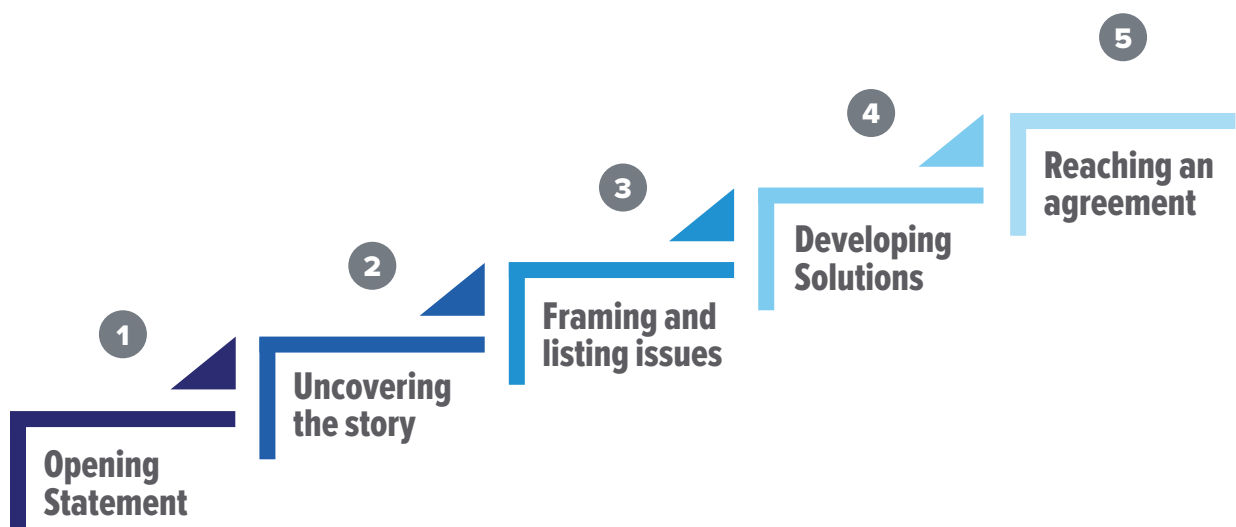 1
Opening
Statement
2
Uncovering
the story
3
Framing and
listing issues
4
Developing
Solutions
5
Reaching an
agreement